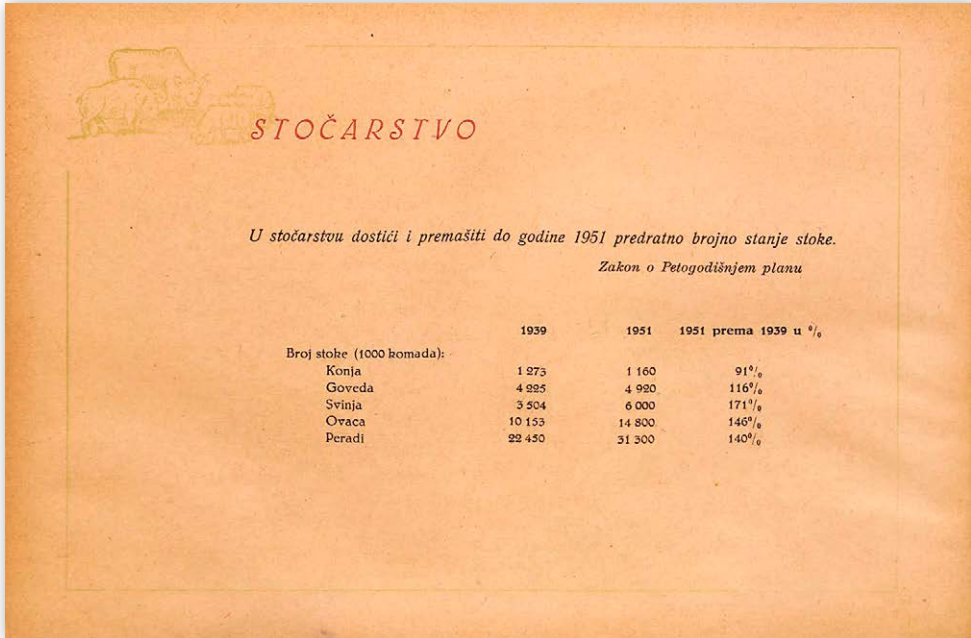 STOČARSTVO
U stočarstvu dostići i premašiti do godine 1951 predratno brojno stanje stoke.
Zakon o Petogodišnjem planu
1939 1951 1951 prema 1939 u %
Broj stoke (1000 komada):
Konja 1 273 1 160 91%
Goveda 4 225 4 920 116%
Svinja 3 504 6 000 171%
Ovaca 10 153 14 800 146%
Peradi 22 450 31 300 140%